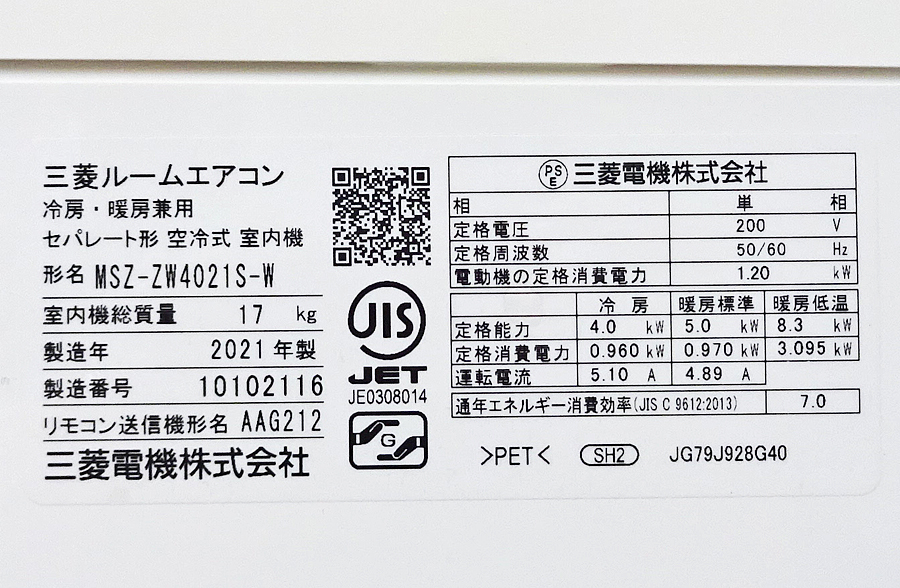 三菱ルームエアコン
冷房・暖房兼用
セパレート形 空冷式 室内機
形名 MSZ-ZW4021S-W
室内機総質量 17 kg
製造年 2021年製
製造番号 10102116
リモコン送信機形名 AAG212
三菱電機株式会社
JIS
JET
JE0308014
G
PSE 三菱電機株式会社
相 単 相
定格電圧 200 V
定格周波数 50/60 Hz
電動機の定格消費電力 1.20 kW
冷 房 暖房標準 暖房低温
定格能力 4.0 kW 5.0 kW 8.3 kW
定格消費電力 0.960 kW 0.970 kW 3.095 kW
運転電流 5.10 A 4.89 A
通年エネルギー消費効率(JIS C 9612:2013) 7.0
>PET< SH2 JG79J928G40